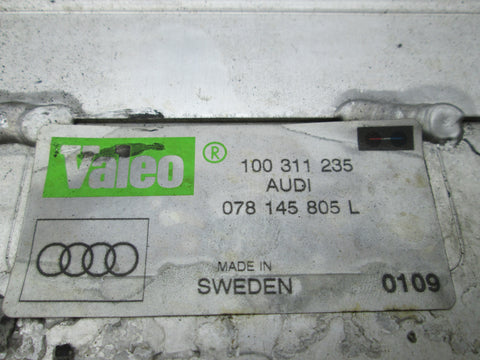 Valeo ®
100 311 235
AUDI
078 145 805 L
MADE IN
SWEDEN 0109